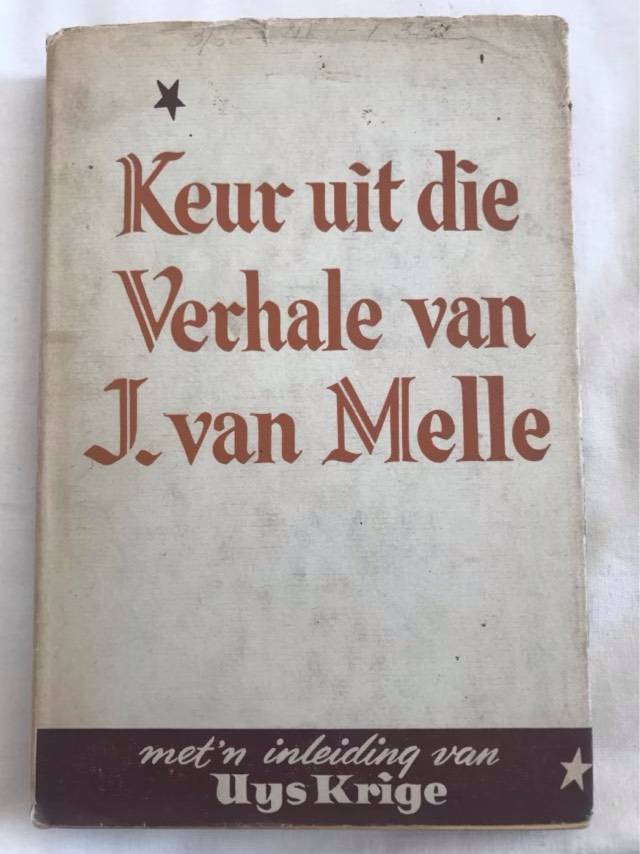 Keur uit die
Verhale van
J. van Melle
met 'n inleiding van
Uys Krige